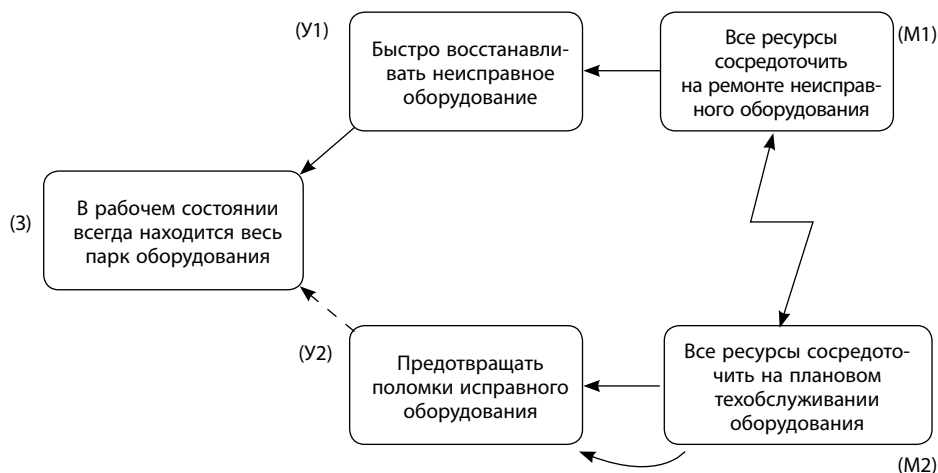 (У1)
Быстро восстанавли-
вать неисправное
оборудование
Все ресурсы
сосредоточить
на ремонте неисправ-
ного оборудования
(М1)
(З)
В рабочем состоянии
всегда находится весь
парк оборудования
(У2)
Предотвращать
поломки исправного
оборудования
Все ресурсы сосредото-
чить на плановом
техобслуживании
оборудования
(М2)